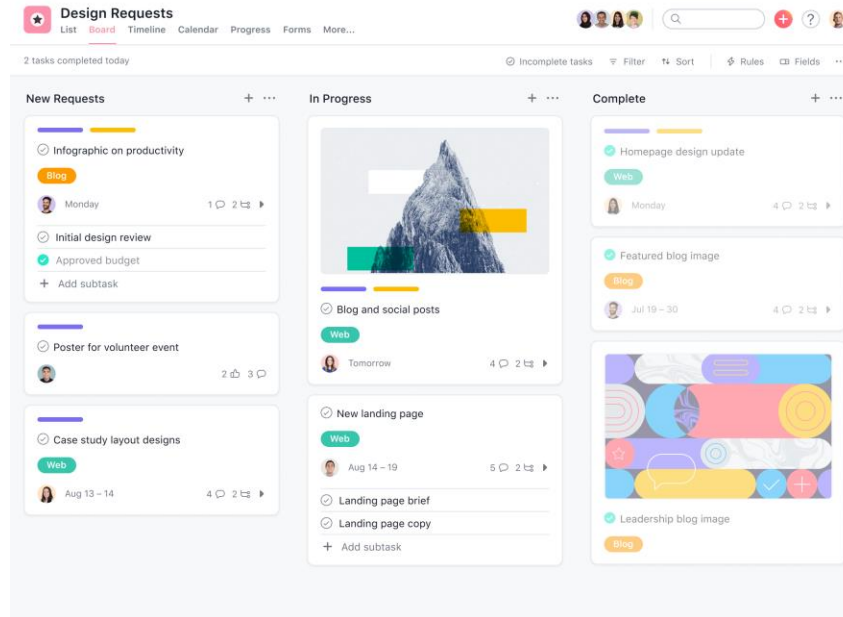 Design Requests
List Board Timeline Calendar Progress Forms More...
2 tasks completed today
Incomplete tasks Filter Sort Rules Fields
New Requests
Infographic on productivity
Blog
Monday 1 2
Initial design review
Approved budget
+ Add subtask
Poster for volunteer event
2 3
Case study layout designs
Web
Aug 13 – 14 4 2
In Progress
Blog and social posts
Web
Tomorrow 4 2
New landing page
Web
Aug 14 – 19 5 2
Landing page brief
Landing page copy
+ Add subtask
Complete
Homepage design update
Web
Monday 4 2
Featured blog image
Blog
Jul 19 – 30 4 2
Leadership blog image
Blog